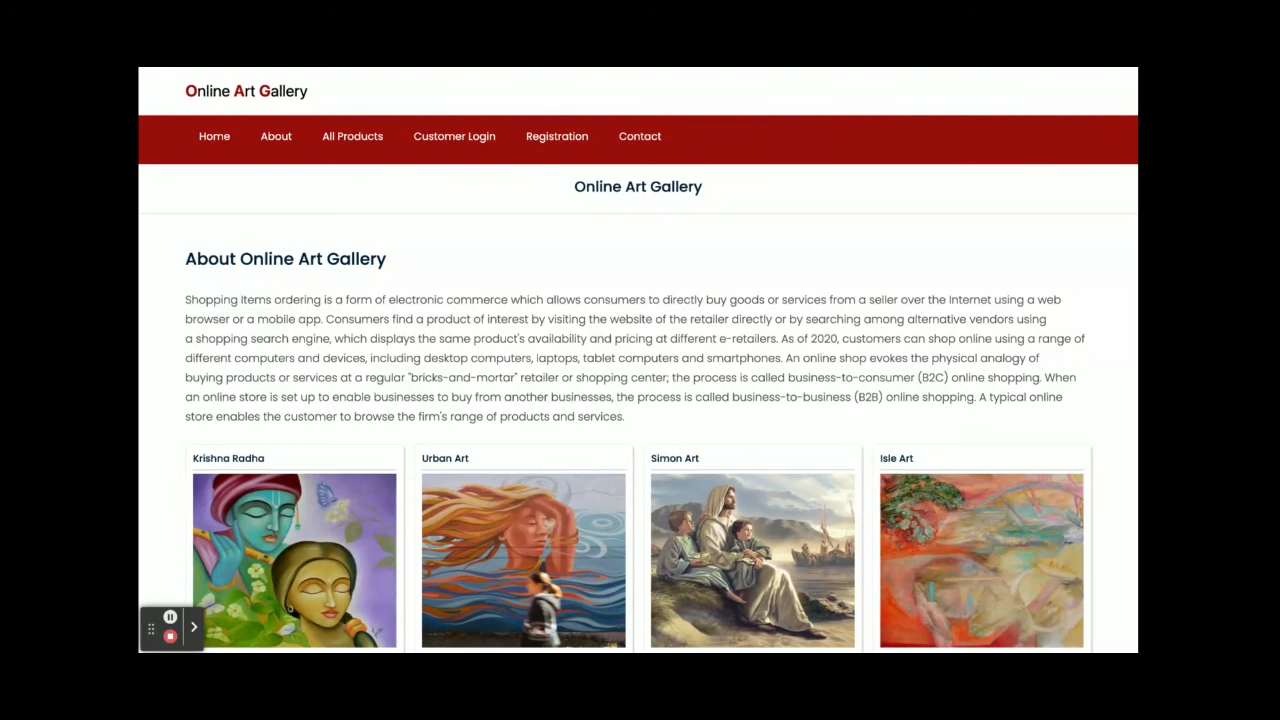 Online Art Gallery
Home About All Products Customer Login Registration Contact
Online Art Gallery
About Online Art Gallery
Shopping Items ordering is a form of electronic commerce which allows consumers to directly buy goods or services from a seller over the Internet using a web
browser or a mobile app. Consumers find a product of interest by visiting the website of the retailer directly or by searching among alternative vendors using
a shopping search engine, which displays the same product's availability and pricing at different e-retailers. As of 2020, customers can shop online using a range of
different computers and devices, including desktop computers, laptops, tablet computers and smartphones. An online shop evokes the physical analogy of
buying products or services at a regular "bricks-and-mortar" retailer or shopping center; the process is called business-to-consumer (B2C) online shopping. When
an online store is set up to enable businesses to buy from another businesses, the process is called business-to-business (B2B) online shopping. A typical online
store enables the customer to browse the firm's range of products and services.
Krishna Radha Urban Art Simon Art Isle Art